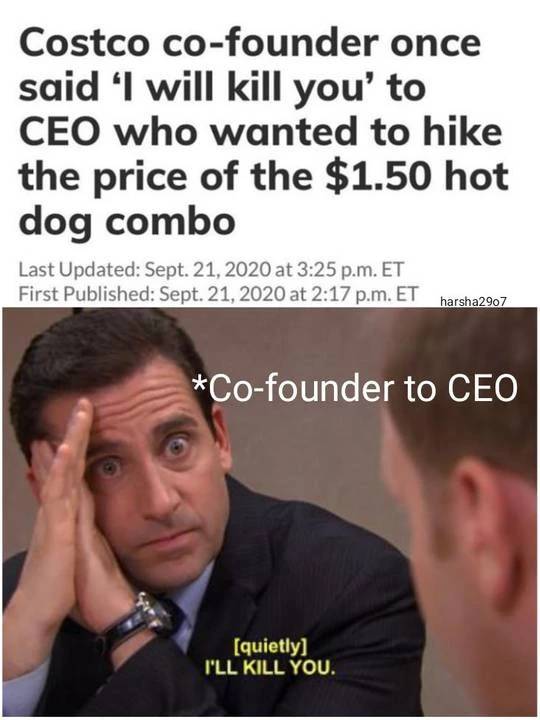 Costco co-founder once
said ‘I will kill you’ to
CEO who wanted to hike
the price of the $1.50 hot
dog combo
Last Updated: Sept. 21, 2020 at 3:25 p.m. ET
First Published: Sept. 21, 2020 at 2:17 p.m. ET
harsha29o7
*Co-founder to CEO
[quietly]
I'LL KILL YOU.